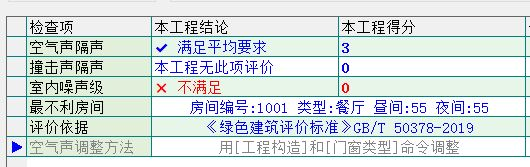 检查项 本工程结论 本工程得分
空气声隔声 ✔ 满足平均要求 3
撞击声隔声 本工程无此项评价 0
室内噪声级 ✕ 不满足 0
最不利房间 房间编号:1001 类型:餐厅 昼间:55 夜间:55
评价依据 《绿色建筑评价标准》GB/T 50378-2019
空气声调整方法 用[工程构造]和[门窗类型]命令调整